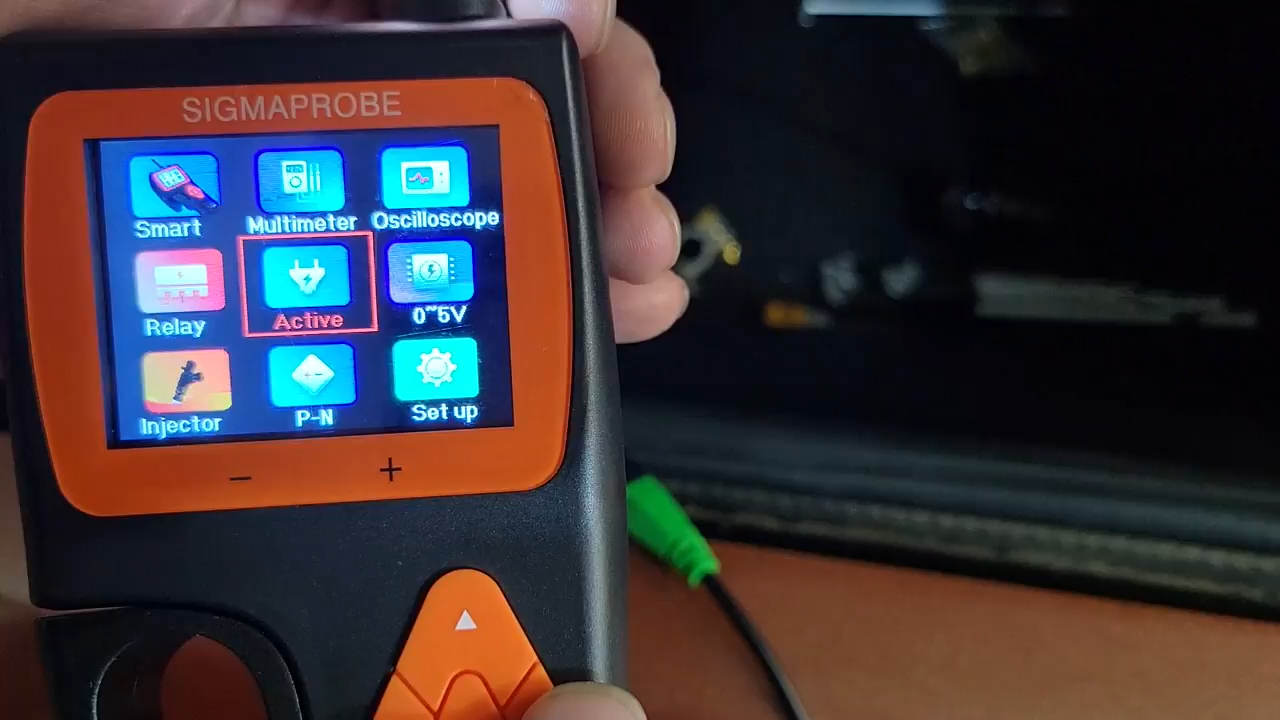 SIGMAPROBE
Smart
Multimeter
Oscilloscope
Relay
Active
0~5V
Injector
P-N
Set up
− +